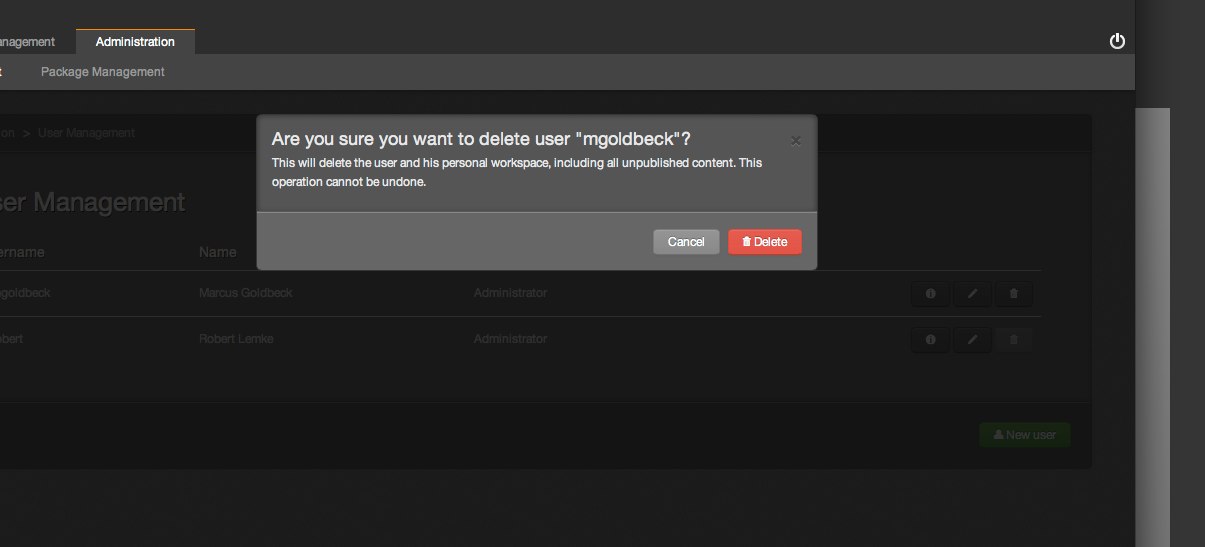 anagement Administration
t Package Management
on > User Management
Are you sure you want to delete user "mgoldbeck"?
This will delete the user and his personal workspace, including all unpublished content. This
operation cannot be undone.
ser Management
Cancel Delete
ername Name
goldbeck Marcus Goldbeck Administrator
obert Robert Lemke Administrator
New user